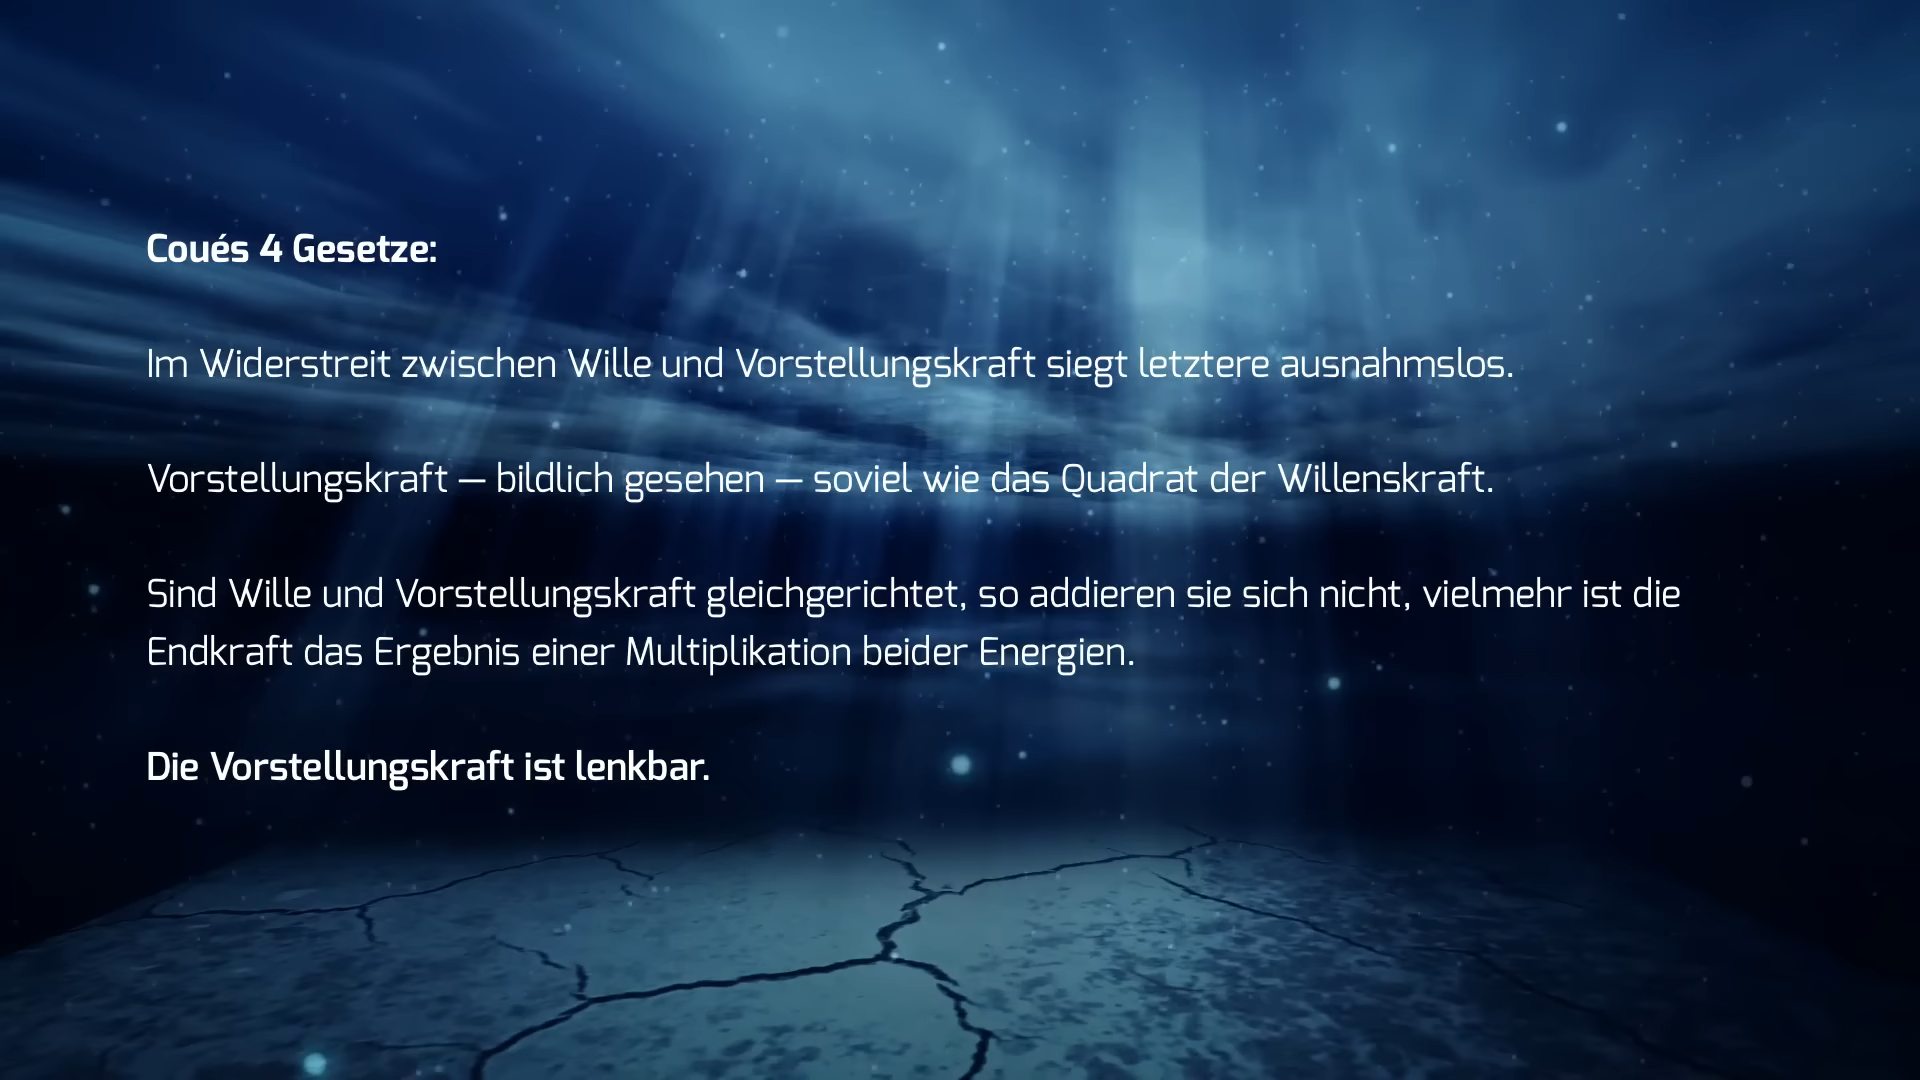 Coués 4 Gesetze:
Im Widerstreit zwischen Wille und Vorstellungskraft siegt letztere ausnahmslos.
Vorstellungskraft — bildlich gesehen — soviel wie das Quadrat der Willenskraft.
Sind Wille und Vorstellungskraft gleichgerichtet, so addieren sie sich nicht, vielmehr ist die
Endkraft das Ergebnis einer Multiplikation beider Energien.
Die Vorstellungskraft ist lenkbar.